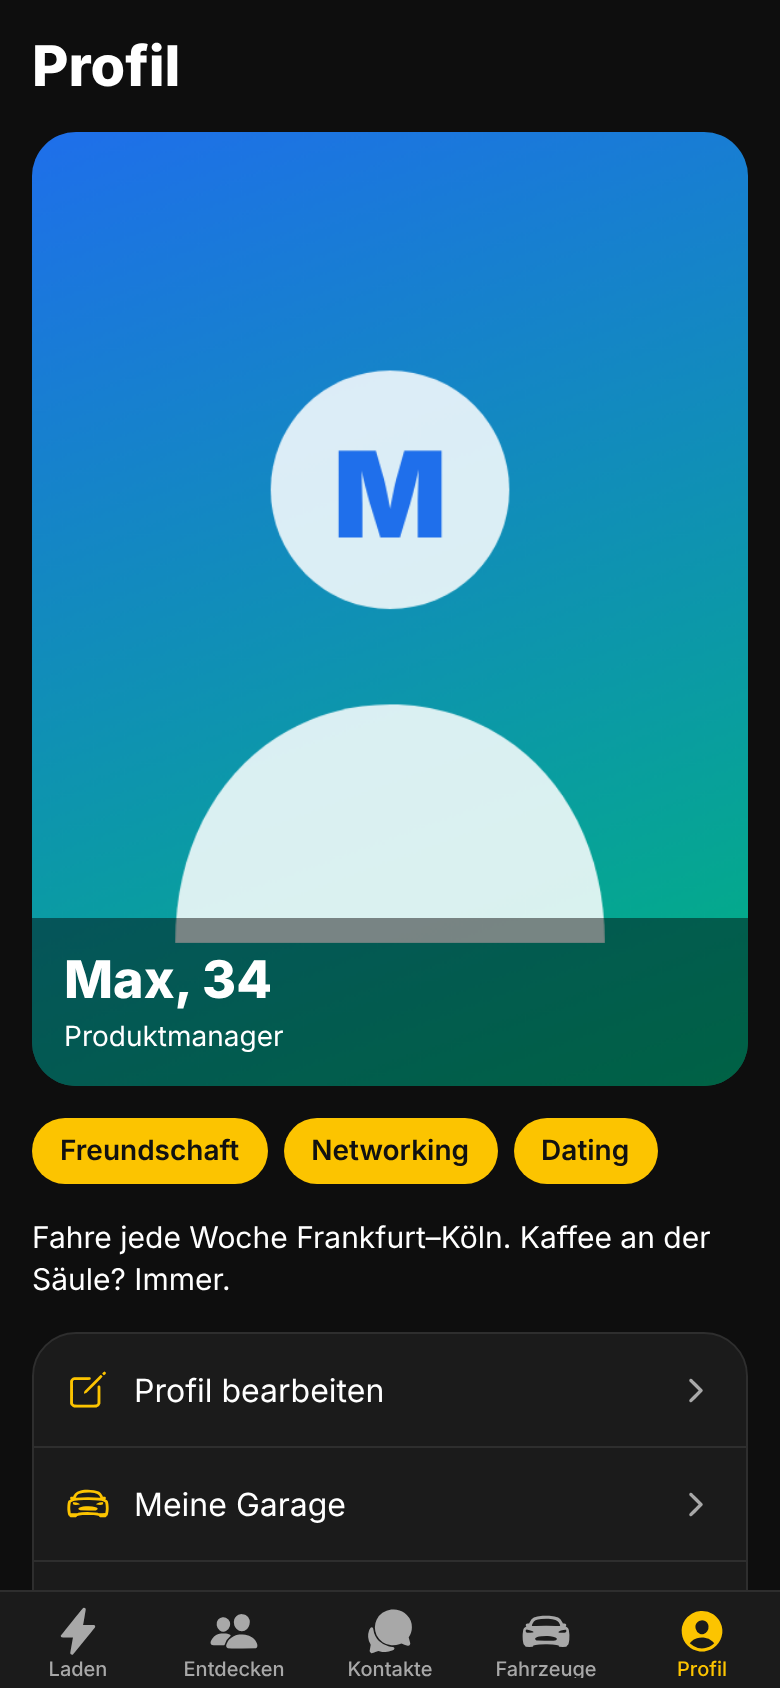 Profil
M
Max, 34
Produktmanager
Freundschaft Networking Dating
Fahre jede Woche Frankfurt–Köln. Kaffee an der
Säule? Immer.
Profil bearbeiten
Meine Garage
Laden Entdecken Kontakte Fahrzeuge Profil